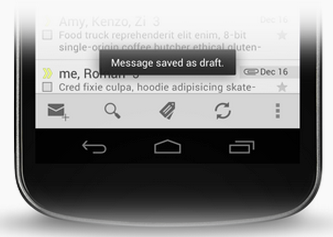 Amy, Kenzo, Zi 3
Food truck reprehenderit elit enim, 8-bit
single-origin coffee butcher ethical gluten-
Message saved as draft.
me, Roman 3
Dec 16
Cred fixie culpa, hoodie adipisicing skate-